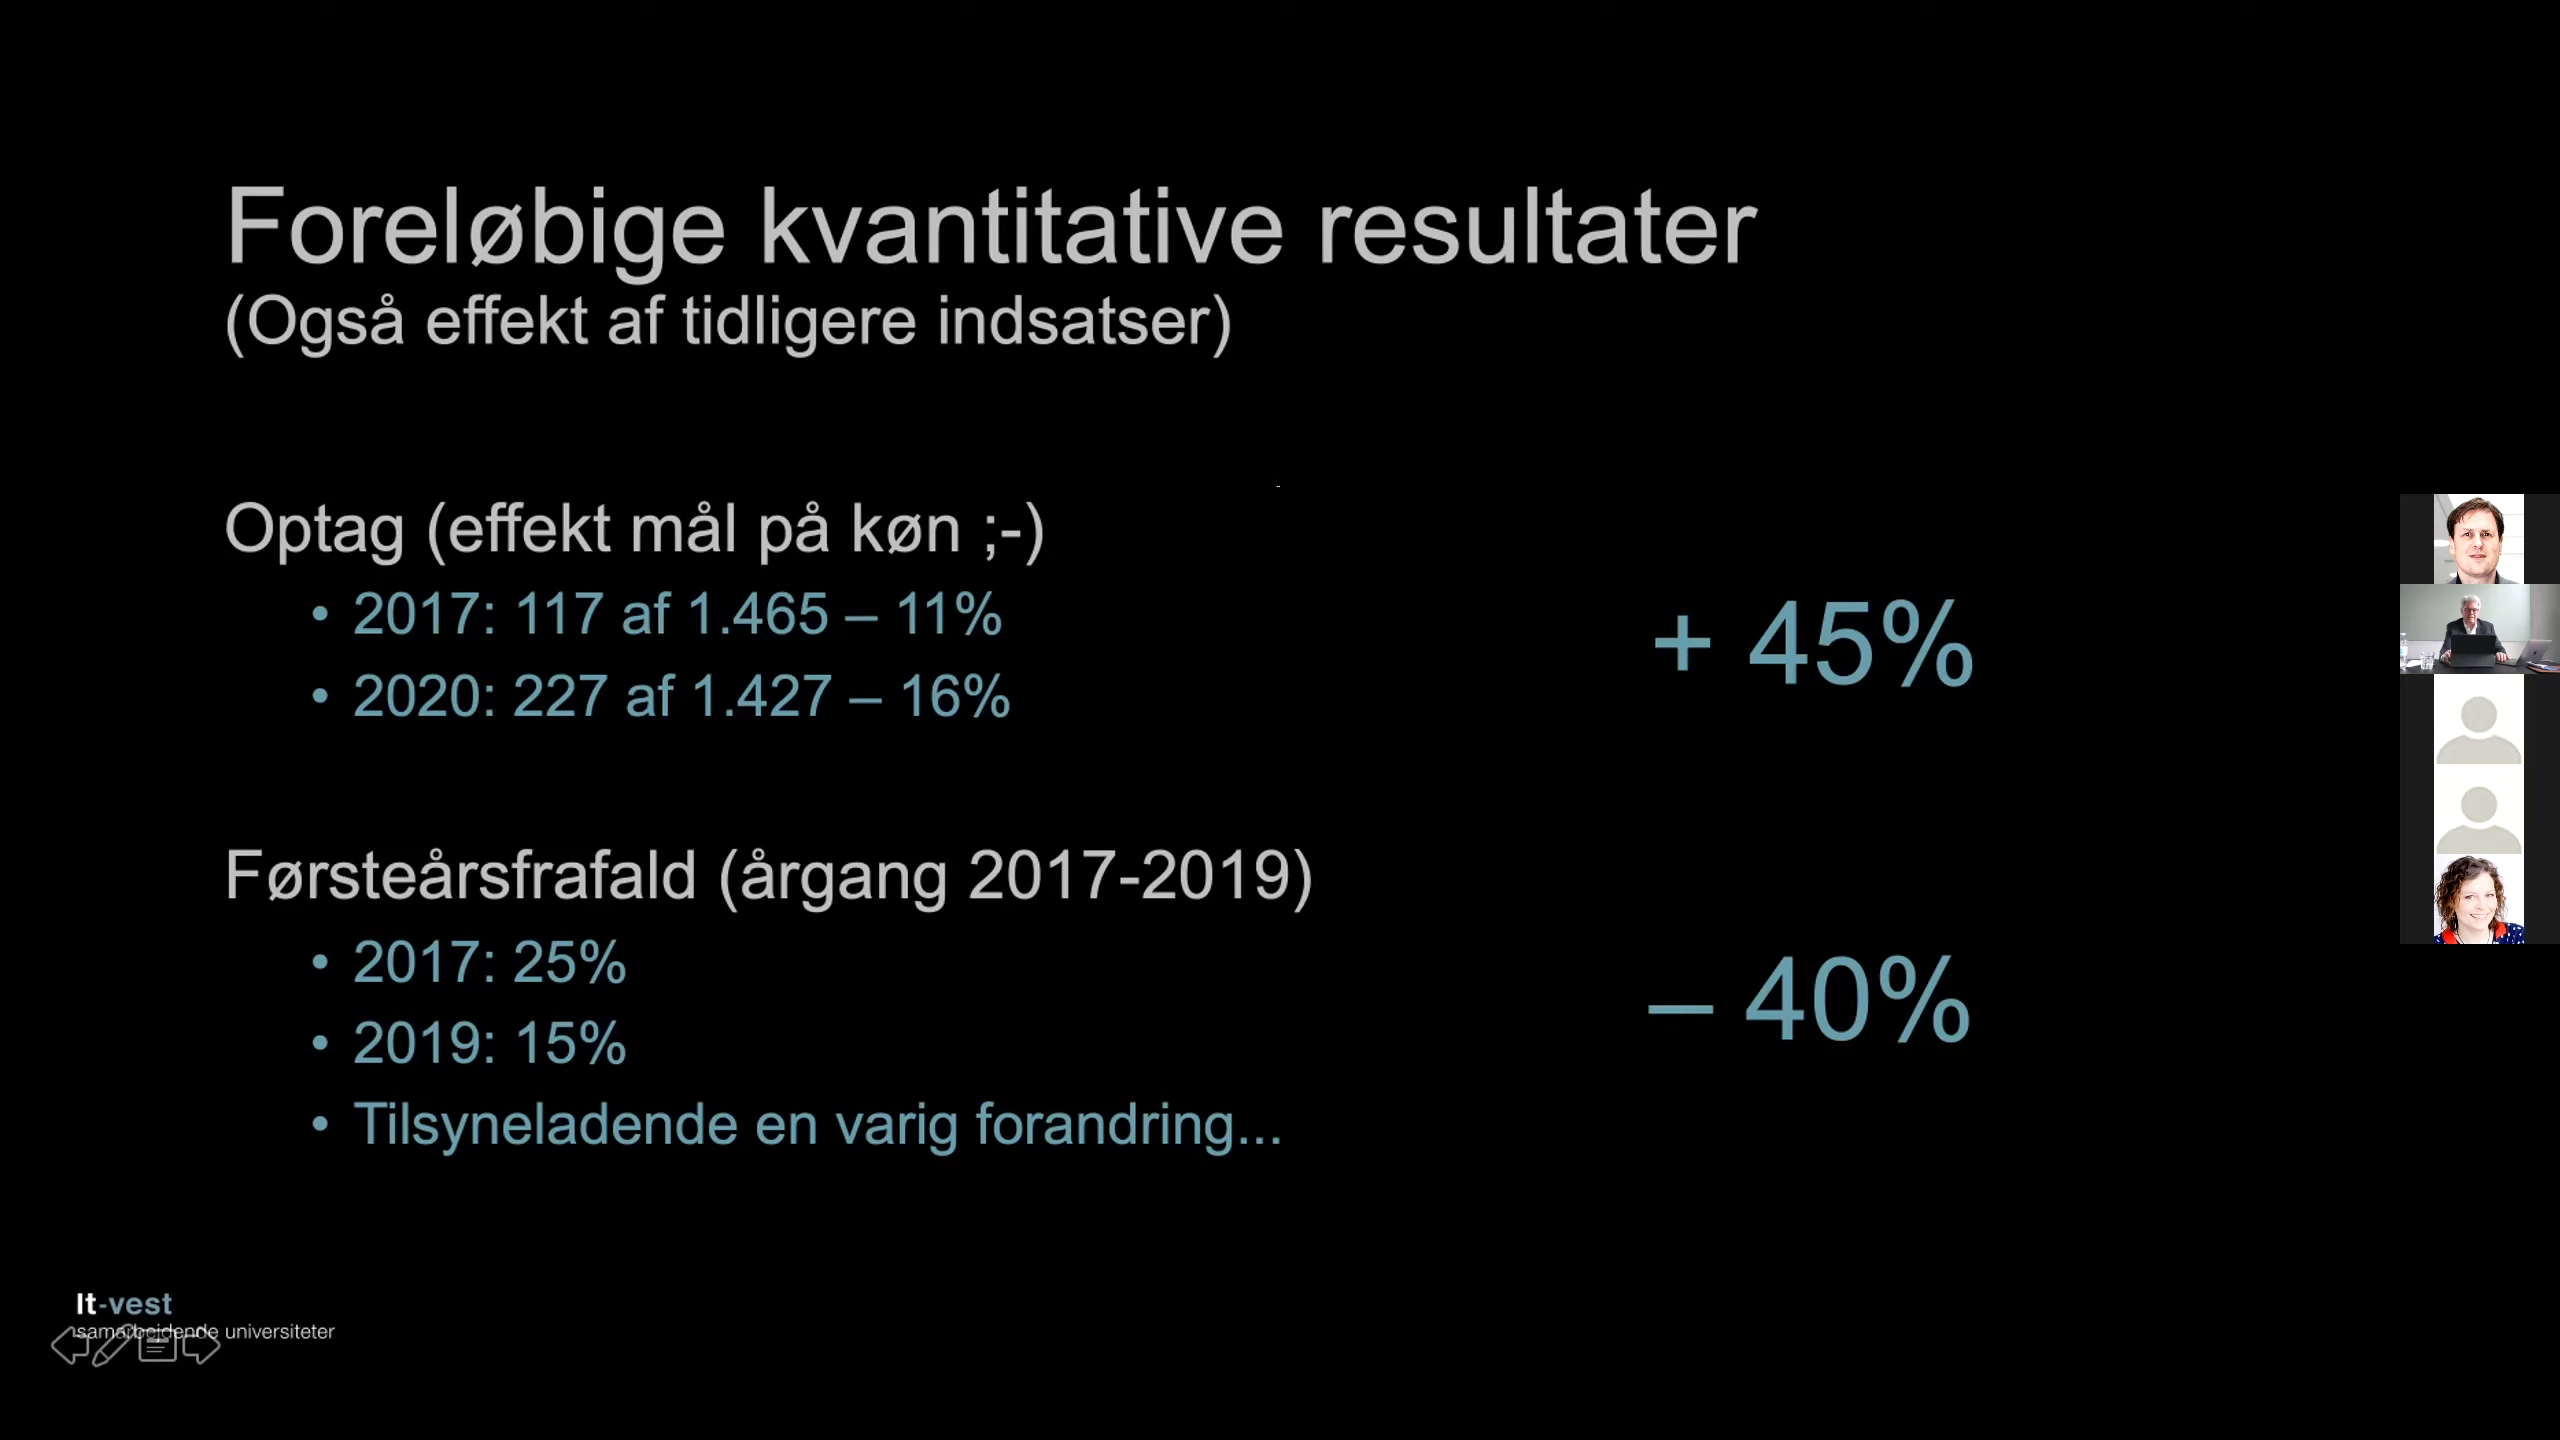 Foreløbige kvantitative resultater
(Også effekt af tidligere indsatser)
Optag (effekt mål på køn ;-)
• 2017: 117 af 1.465 – 11%
• 2020: 227 af 1.427 – 16%
+ 45%
Førsteårsfrafald (årgang 2017-2019)
• 2017: 25%
• 2019: 15%
• Tilsyneladende en varig forandring...
– 40%
It-vest
samarbejdende universiteter